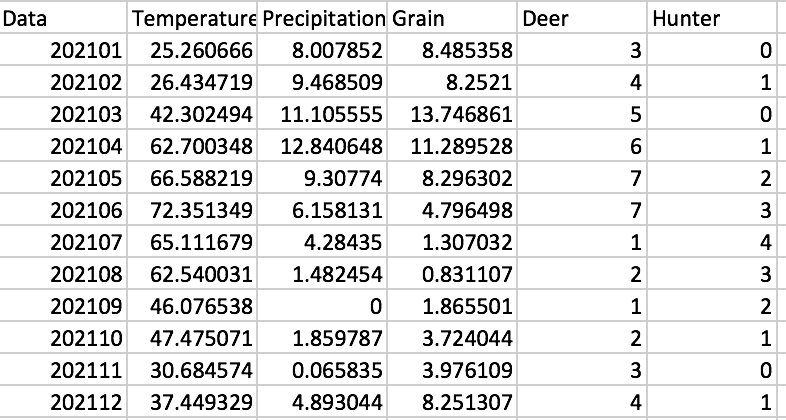 Data Temperature Precipitation Grain Deer Hunter
202101 25.260666 8.007852 8.485358 3 0
202102 26.434719 9.468509 8.2521 4 1
202103 42.302494 11.105555 13.746861 5 0
202104 62.700348 12.840648 11.289528 6 1
202105 66.588219 9.30774 8.296302 7 2
202106 72.351349 6.158131 4.796498 7 3
202107 65.111679 4.28435 1.307032 1 4
202108 62.540031 1.482454 0.831107 2 3
202109 46.076538 0 1.865501 1 2
202110 47.475071 1.859787 3.724044 2 1
202111 30.684574 0.065835 3.976109 3 0
202112 37.449329 4.893044 8.251307 4 1